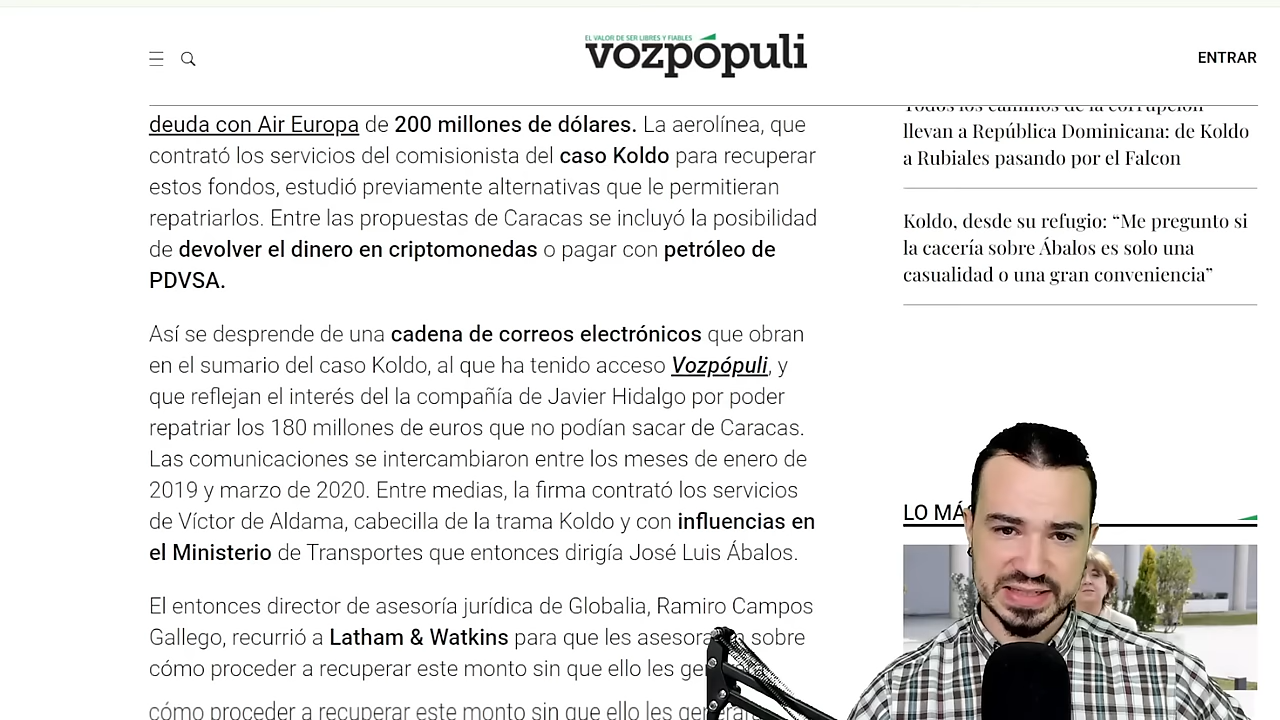 EL VALOR DE SER LIBRES Y FIABLES
vozpópuli
ENTRAR
deuda con Air Europa de 200 millones de dólares. La aerolínea, que
contrató los servicios del comisionista del caso Koldo para recuperar
estos fondos, estudió previamente alternativas que le permitieran
repatriarlos. Entre las propuestas de Caracas se incluyó la posibilidad
de devolver el dinero en criptomonedas o pagar con petróleo de
PDVSA.
Así se desprende de una cadena de correos electrónicos que obran
en el sumario del caso Koldo, al que ha tenido acceso Vozpópuli, y
que reflejan el interés del la compañía de Javier Hidalgo por poder
repatriar los 180 millones de euros que no podían sacar de Caracas.
Las comunicaciones se intercambiaron entre los meses de enero de
2019 y marzo de 2020. Entre medias, la firma contrató los servicios
de Víctor de Aldama, cabecilla de la trama Koldo y con influencias en
el Ministerio de Transportes que entonces dirigía José Luis Ábalos.
El entonces director de asesoría jurídica de Globalia, Ramiro Campos
Gallego, recurrió a Latham & Watkins para que les sobre
cómo proceder a recuperar este monto sin que ello les
cómo proceder a recuperar este monto sin que ello les
Todos los caminos de la corrupción
llevan a República Dominicana: de Koldo
a Rubiales pasando por el Falcon
Koldo, desde su refugio: “Me pregunto si
la cacería sobre Ábalos es solo una
casualidad o una gran conveniencia”
LO MÁ